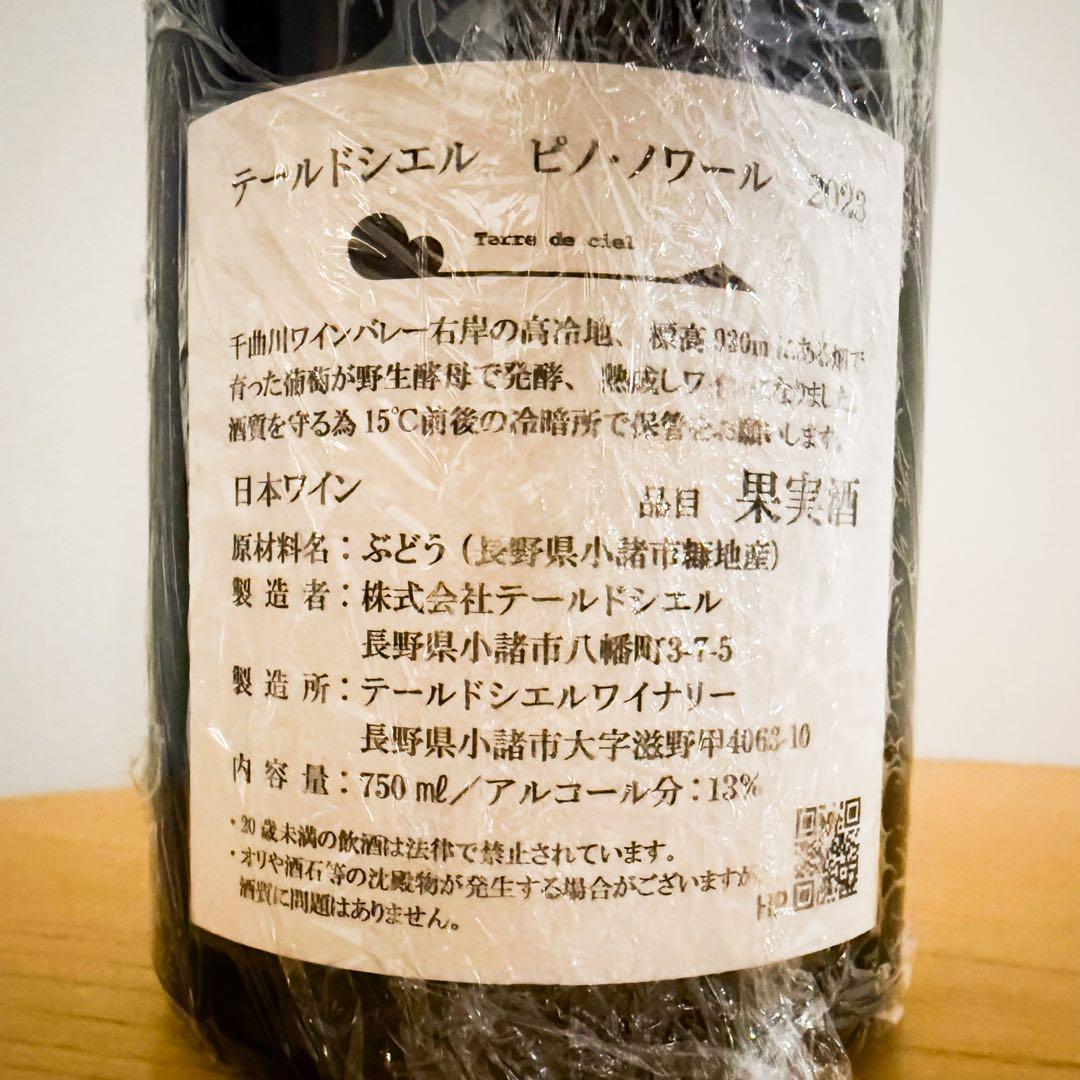 テールドシエル ピノ・ノワール 2023
Terre de ciel
千曲川ワインバレー右岸の高冷地、標高920mにある畑で
育った葡萄が野生酵母で発酵、熟成しワインになりました。
酒質を守る為15℃前後の冷暗所で保管をお願いします。
日本ワイン 品目 果実酒
原材料名：ぶどう（長野県小諸市糠地産）
製造者：株式会社テールドシエル
長野県小諸市八幡町3-7-5
製造所：テールドシエルワイナリー
長野県小諸市大字滋野甲4063-10
内容量：750㎖／アルコール分：13%
・20歳未満の飲酒は法律で禁止されています。
・オリや酒石等の沈殿物が発生する場合がございますが、
酒質に問題はありません。
HP